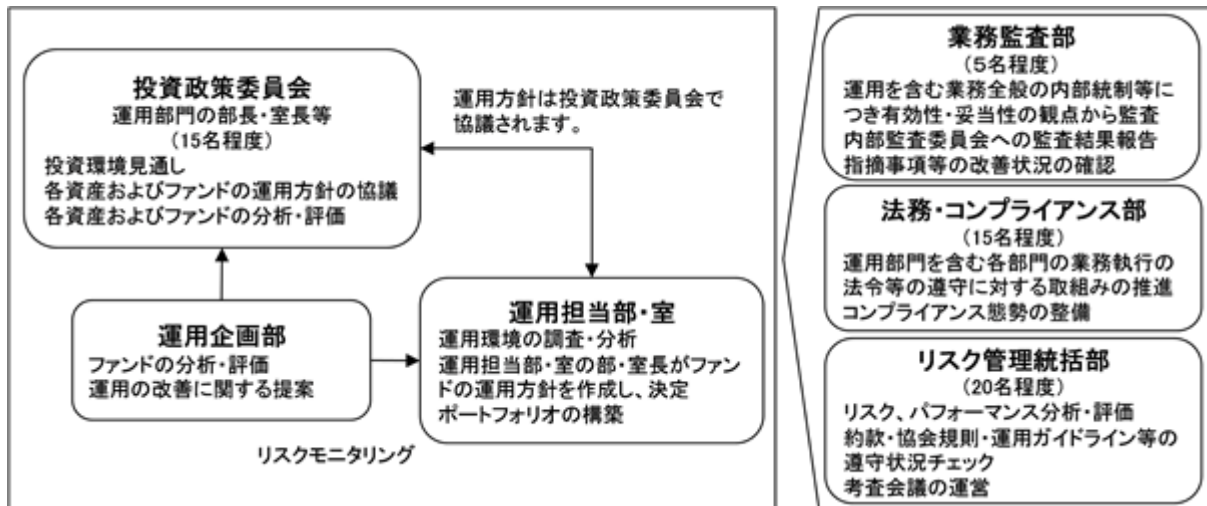 投資政策委員会
運用部門の部長・室長等
(15名程度)
投資環境見通し
各資産およびファンドの運用方針の協議
各資産およびファンドの分析・評価
運用方針は投資政策委員会で
協議されます。
運用企画部
ファンドの分析・評価
運用の改善に関する提案
運用担当部・室
運用環境の調査・分析
運用担当部・室の部・室長がファン
ドの運用方針を作成し、決定
ポートフォリオの構築
リスクモニタリング
業務監査部
(5名程度)
運用を含む業務全般の内部統制等に
つき有効性・妥当性の観点から監査
内部監査委員会への監査結果報告
指摘事項等の改善状況の確認
法務・コンプライアンス部
(15名程度)
運用部門を含む各部門の業務執行の
法令等の遵守に対する取組みの推進
コンプライアンス態勢の整備
リスク管理統括部
(20名程度)
リスク、パフォーマンス分析・評価
約款・協会規則・運用ガイドライン等の
遵守状況チェック
考査会議の運営